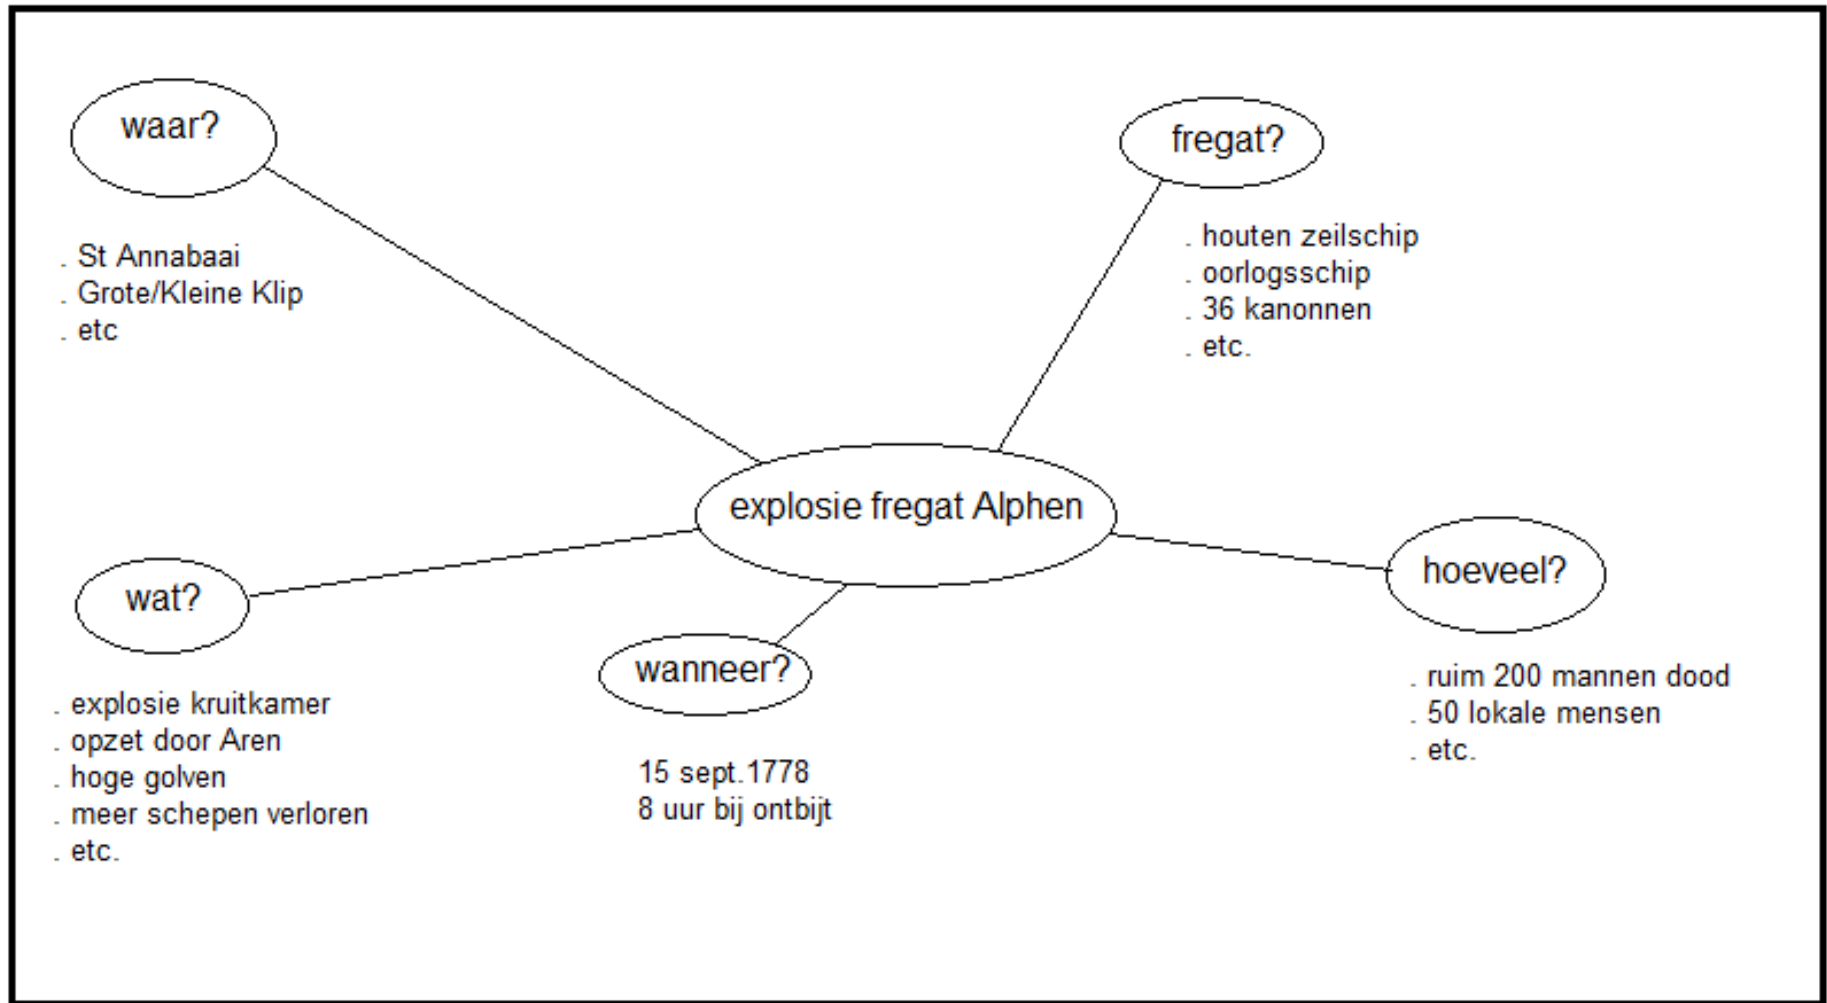 waar?
. St Annabaai
. Grote/Kleine Klip
. etc
fregat?
. houten zeilschip
. oorlogsschip
. 36 kanonnen
. etc.
explosie fregat Alphen
wat?
. explosie kruitkamer
. opzet door Aren
. hoge golven
. meer schepen verloren
. etc.
wanneer?
15 sept.1778
8 uur bij ontbijt
hoeveel?
. ruim 200 mannen dood
. 50 lokale mensen
. etc.